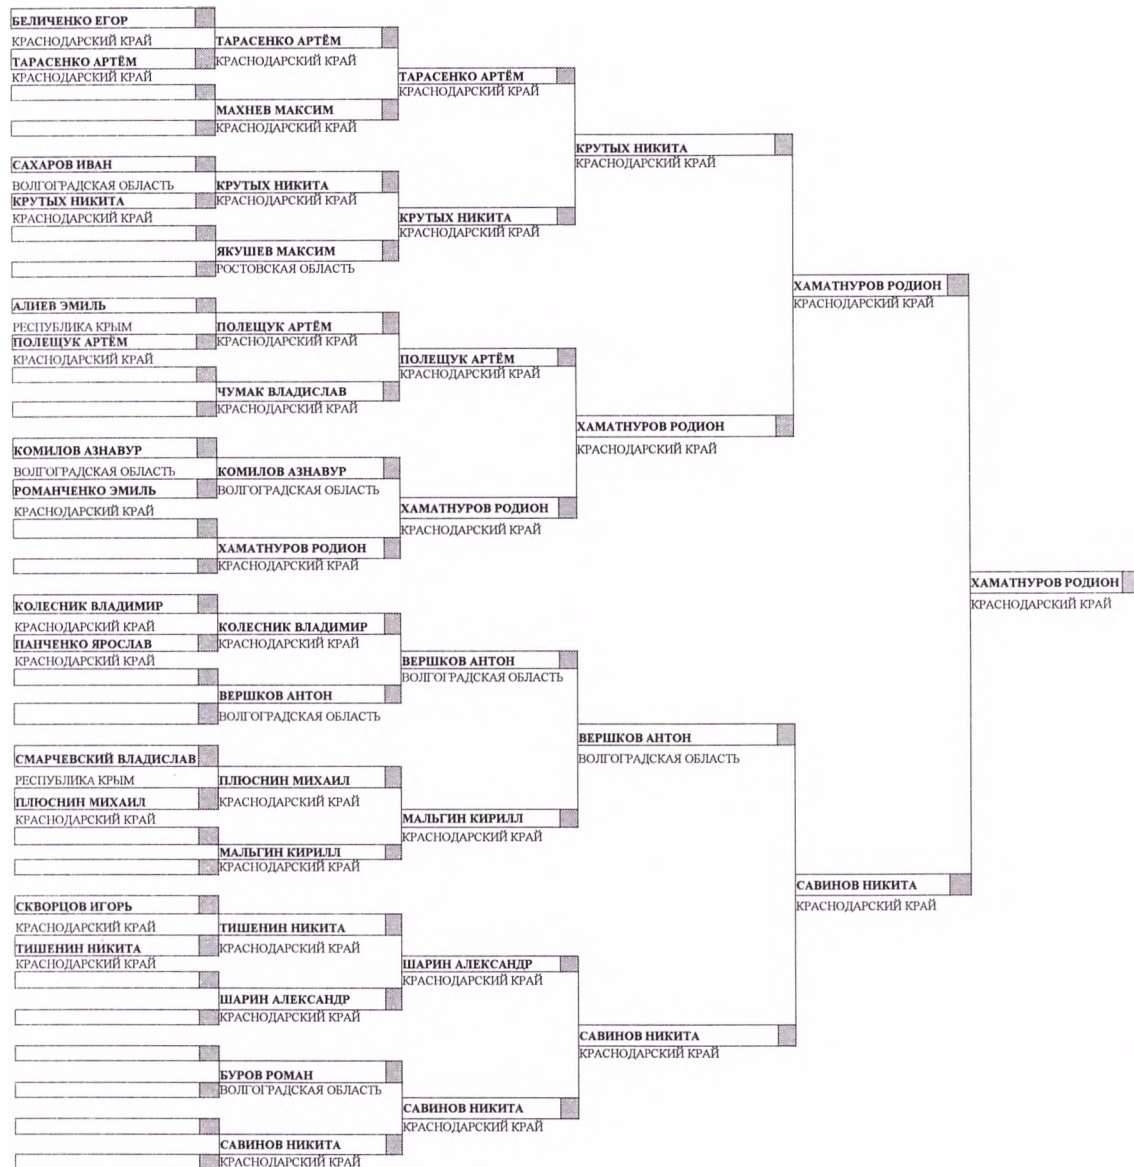 БЕЛИЧЕНКО ЕГОР
КРАСНОДАРСКИЙ КРАЙ
ТАРАСЕНКО АРТЁМ
КРАСНОДАРСКИЙ КРАЙ
САХАРОВ ИВАН
ВОЛГОГРАДСКАЯ ОБЛАСТЬ
КРУТЫХ НИКИТА
КРАСНОДАРСКИЙ КРАЙ
АЛИЕВ ЭМИЛЬ
РЕСПУБЛИКА КРЫМ
ПОЛЕЩУК АРТЁМ
КРАСНОДАРСКИЙ КРАЙ
КОМИЛОВ АЗНАВУР
ВОЛГОГРАДСКАЯ ОБЛАСТЬ
РОМАНЧЕНКО ЭМИЛЬ
КРАСНОДАРСКИЙ КРАЙ
КОЛЕСНИК ВЛАДИМИР
КРАСНОДАРСКИЙ КРАЙ
ПАНЧЕНКО ЯРОСЛАВ
КРАСНОДАРСКИЙ КРАЙ
СМАРЧЕВСКИЙ ВЛАДИСЛАВ
РЕСПУБЛИКА КРЫМ
ПЛЮСНИН МИХАИЛ
КРАСНОДАРСКИЙ КРАЙ
СКВОРЦОВ ИГОРЬ
КРАСНОДАРСКИЙ КРАЙ
ТИШЕНИН НИКИТА
КРАСНОДАРСКИЙ КРАЙ
ТАРАСЕНКО АРТЁМ
КРАСНОДАРСКИЙ КРАЙ
МАХНЕВ МАКСИМ
КРАСНОДАРСКИЙ КРАЙ
КРУТЫХ НИКИТА
КРАСНОДАРСКИЙ КРАЙ
ЯКУШЕВ МАКСИМ
РОСТОВСКАЯ ОБЛАСТЬ
ПОЛЕЩУК АРТЁМ
КРАСНОДАРСКИЙ КРАЙ
ЧУМАК ВЛАДИСЛАВ
КРАСНОДАРСКИЙ КРАЙ
КОМИЛОВ АЗНАВУР
ВОЛГОГРАДСКАЯ ОБЛАСТЬ
ХАМАТНУРОВ РОДИОН
КРАСНОДАРСКИЙ КРАЙ
КОЛЕСНИК ВЛАДИМИР
КРАСНОДАРСКИЙ КРАЙ
ВЕРШКОВ АНТОН
ВОЛГОГРАДСКАЯ ОБЛАСТЬ
ПЛЮСНИН МИХАИЛ
КРАСНОДАРСКИЙ КРАЙ
МАЛЬГИН КИРИЛЛ
КРАСНОДАРСКИЙ КРАЙ
ТИШЕНИН НИКИТА
КРАСНОДАРСКИЙ КРАЙ
ШАРИН АЛЕКСАНДР
КРАСНОДАРСКИЙ КРАЙ
БУРОВ РОМАН
ВОЛГОГРАДСКАЯ ОБЛАСТЬ
САВИНОВ НИКИТА
КРАСНОДАРСКИЙ КРАЙ
ТАРАСЕНКО АРТЁМ
КРАСНОДАРСКИЙ КРАЙ
КРУТЫХ НИКИТА
КРАСНОДАРСКИЙ КРАЙ
ПОЛЕЩУК АРТЁМ
КРАСНОДАРСКИЙ КРАЙ
ХАМАТНУРОВ РОДИОН
КРАСНОДАРСКИЙ КРАЙ
ВЕРШКОВ АНТОН
ВОЛГОГРАДСКАЯ ОБЛАСТЬ
МАЛЬГИН КИРИЛЛ
КРАСНОДАРСКИЙ КРАЙ
ШАРИН АЛЕКСАНДР
КРАСНОДАРСКИЙ КРАЙ
САВИНОВ НИКИТА
КРАСНОДАРСКИЙ КРАЙ
КРУТЫХ НИКИТА
КРАСНОДАРСКИЙ КРАЙ
ХАМАТНУРОВ РОДИОН
КРАСНОДАРСКИЙ КРАЙ
ВЕРШКОВ АНТОН
ВОЛГОГРАДСКАЯ ОБЛАСТЬ
САВИНОВ НИКИТА
КРАСНОДАРСКИЙ КРАЙ
ХАМАТНУРОВ РОДИОН
КРАСНОДАРСКИЙ КРАЙ
САВИНОВ НИКИТА
КРАСНОДАРСКИЙ КРАЙ
ХАМАТНУРОВ РОДИОН
КРАСНОДАРСКИЙ КРАЙ